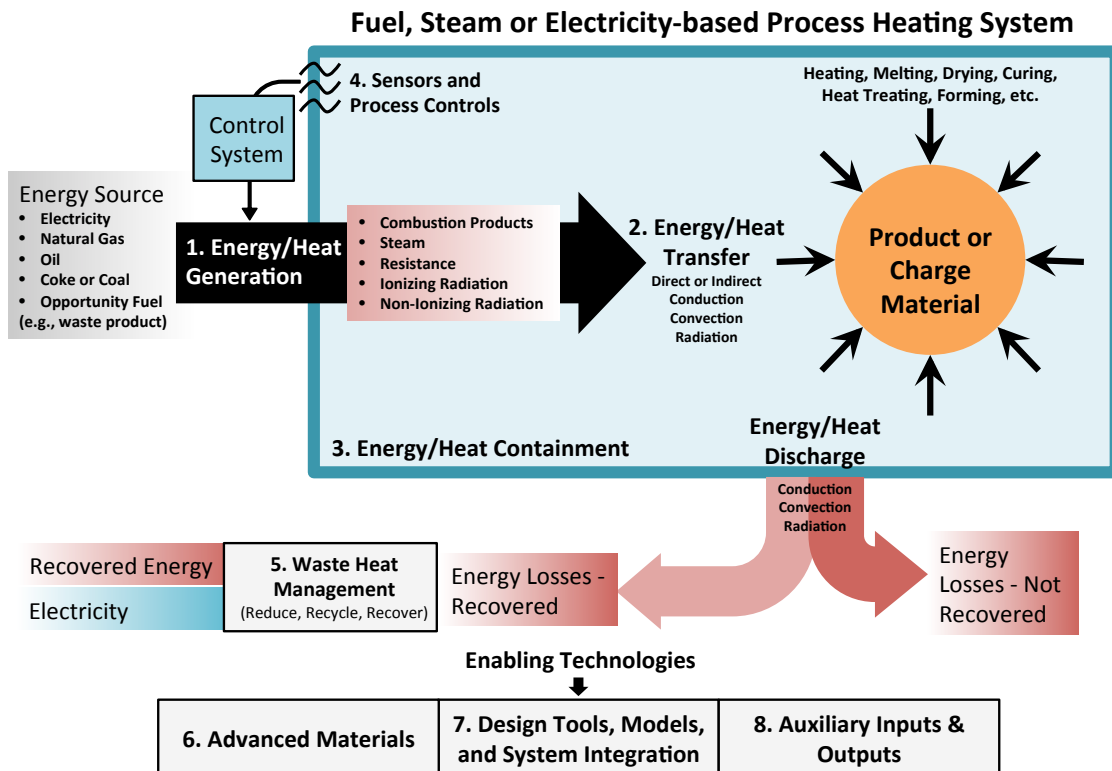 Fuel, Steam or Electricity-based Process Heating System
4. Sensors and
Process Controls
Heating, Melting, Drying, Curing,
Heat Treating, Forming, etc.
Control
System
Energy Source
• Electricity
• Natural Gas
• Oil
• Coke or Coal
• Opportunity Fuel
(e.g., waste product)
1. Energy/Heat
Generation
• Combustion Products
• Steam
• Resistance
• Ionizing Radiation
• Non-Ionizing Radiation
2. Energy/Heat
Transfer
Direct or Indirect
Conduction
Convection
Radiation
Product or
Charge
Material
3. Energy/Heat Containment
Energy/Heat
Discharge
Conduction
Convection
Radiation
Recovered Energy
Electricity
5. Waste Heat
Management
(Reduce, Recycle, Recover)
Energy Losses -
Recovered
Energy
Losses - Not
Recovered
Enabling Technologies
6. Advanced Materials
7. Design Tools, Models,
and System Integration
8. Auxiliary Inputs &
Outputs